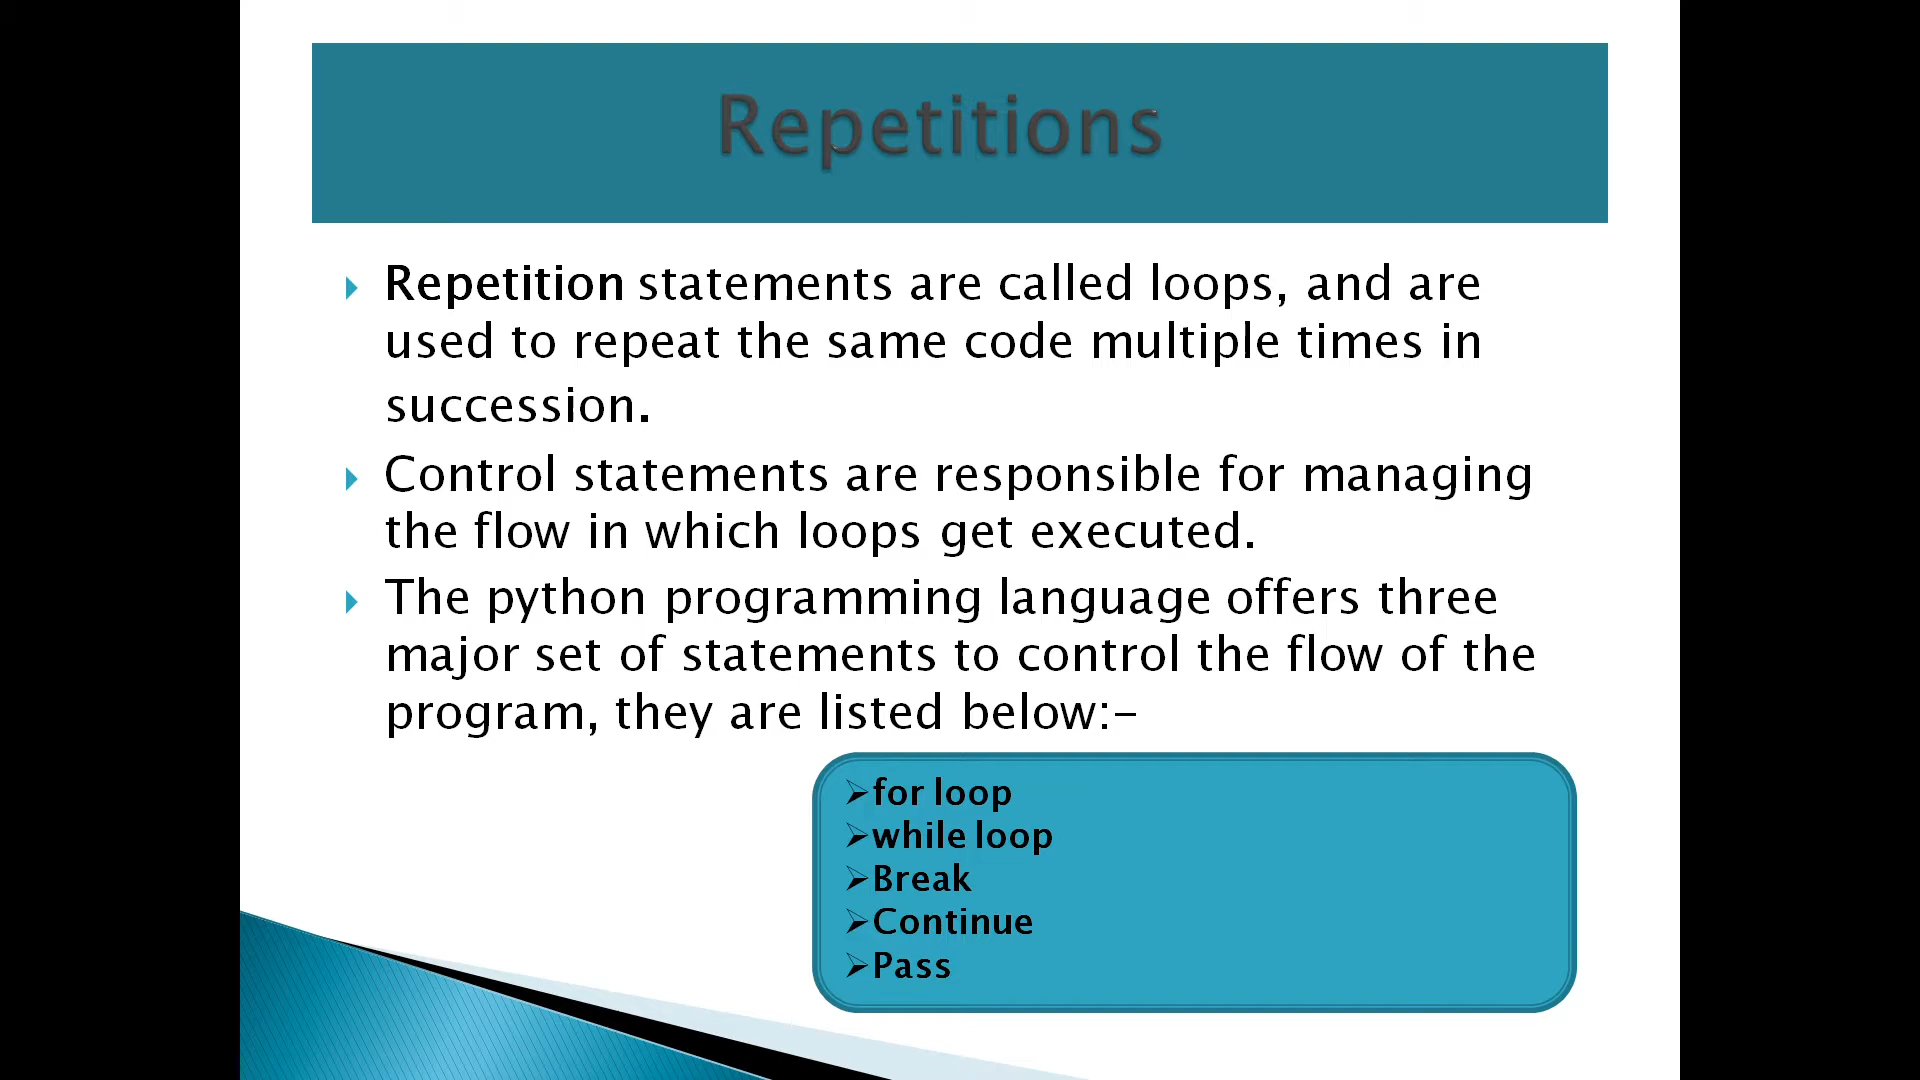 Repetitions
Repetition statements are called loops, and are
used to repeat the same code multiple times in
succession.
Control statements are responsible for managing
the flow in which loops get executed.
The python programming language offers three
major set of statements to control the flow of the
program, they are listed below:-
for loop
while loop
Break
Continue
Pass